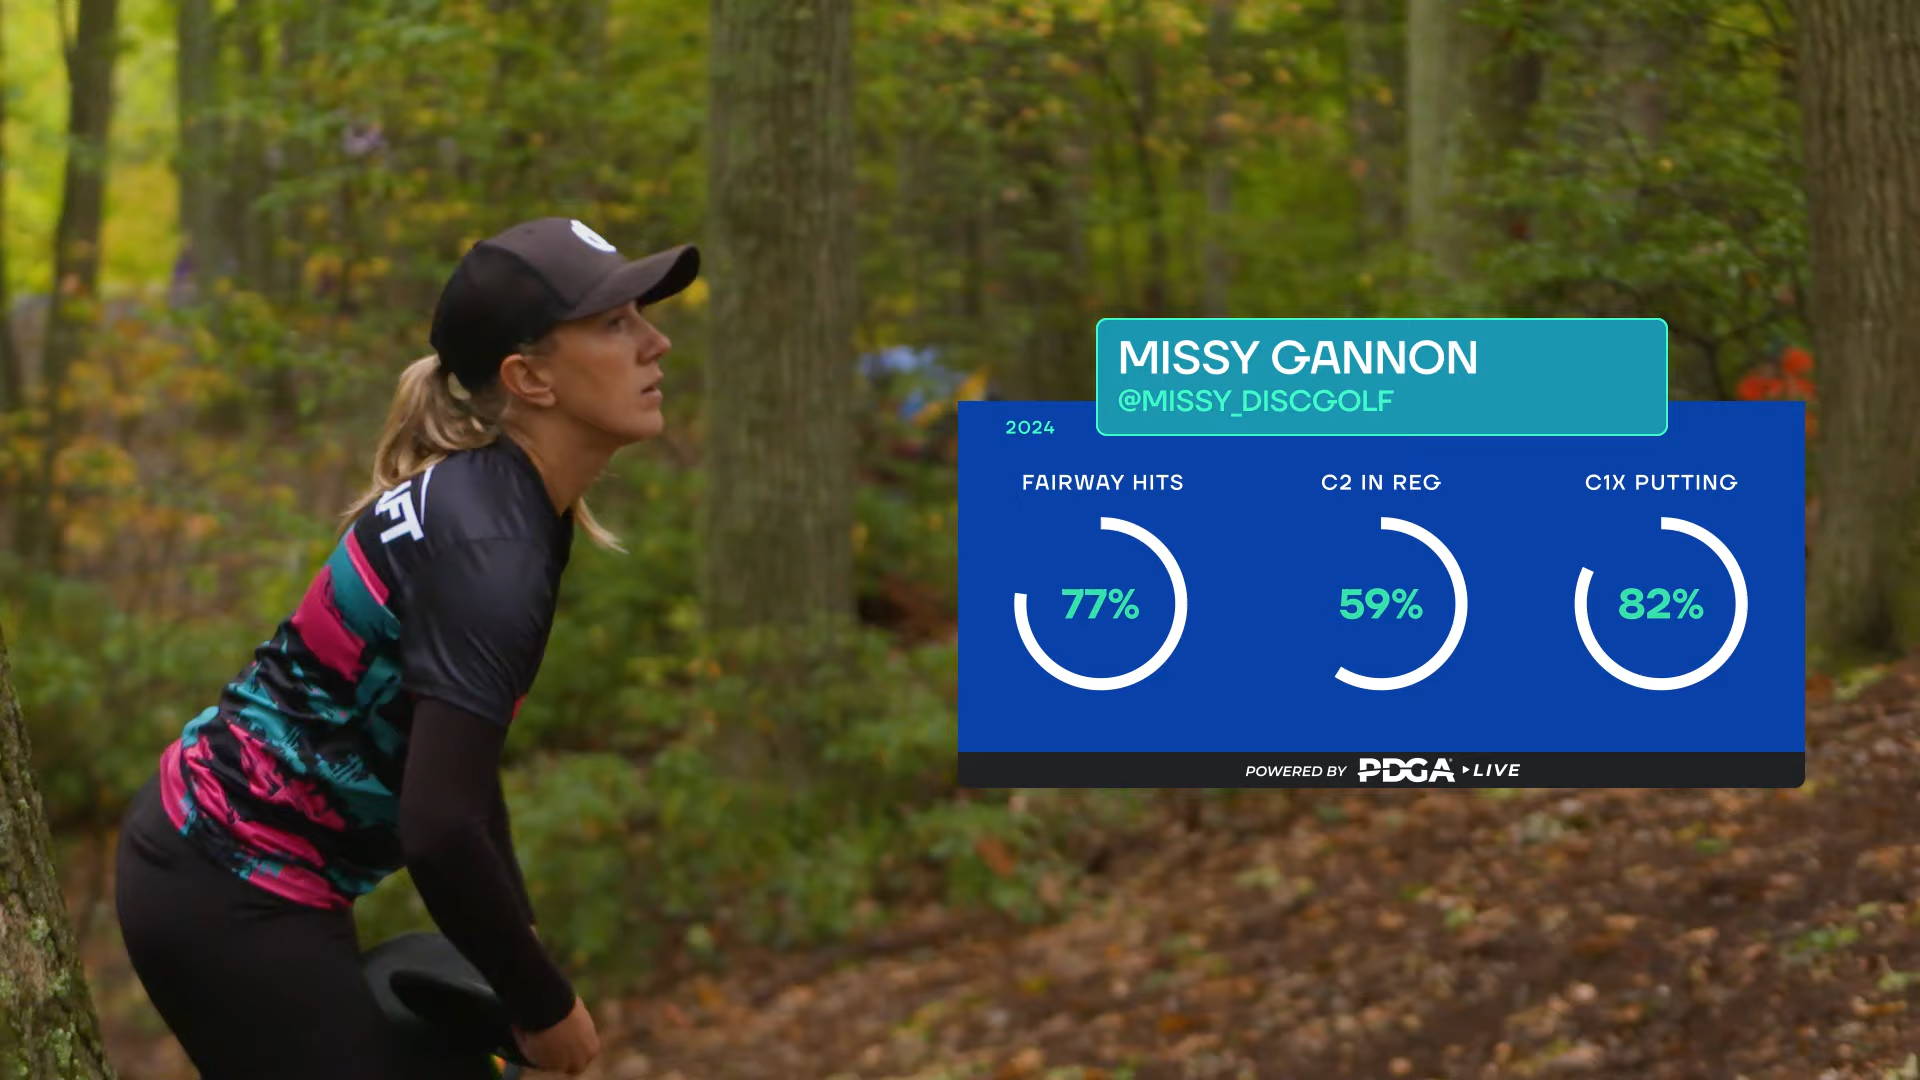 MISSY GANNON
@MISSY_DISCGOLF
2024
FAIRWAY HITS
C2 IN REG
C1X PUTTING
77%
59%
82%
POWERED BY PDGA LIVE